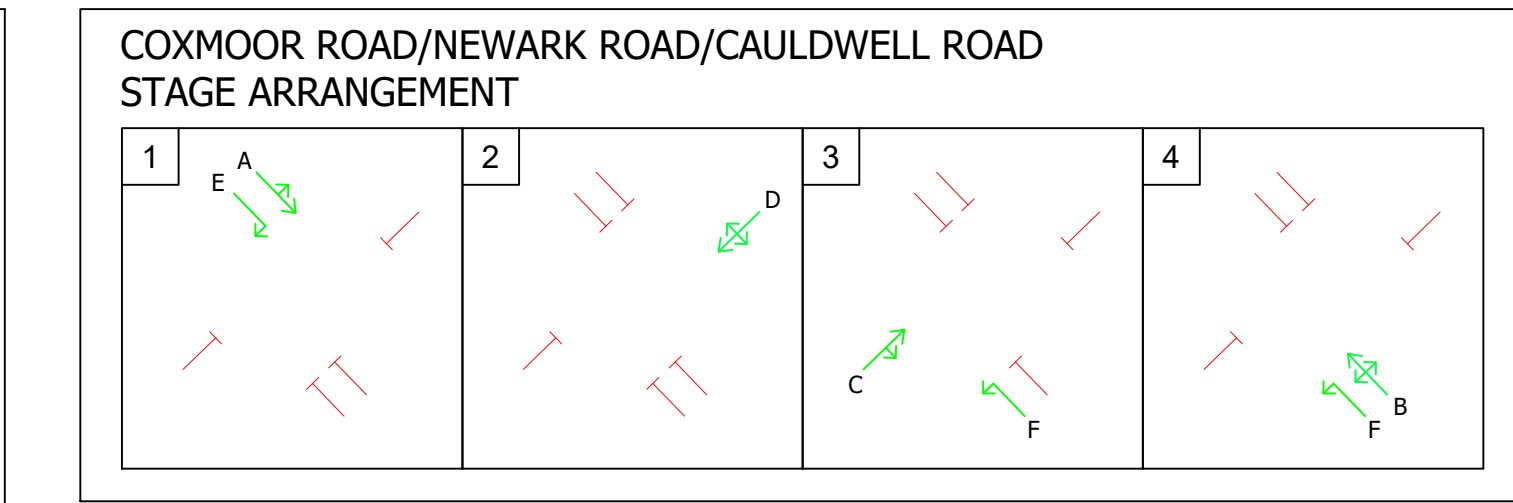 COXMOOR ROAD/NEWARK ROAD/CAULDWELL ROAD
STAGE ARRANGEMENT
1
A
E
2
D
3
C
F
4
B
F